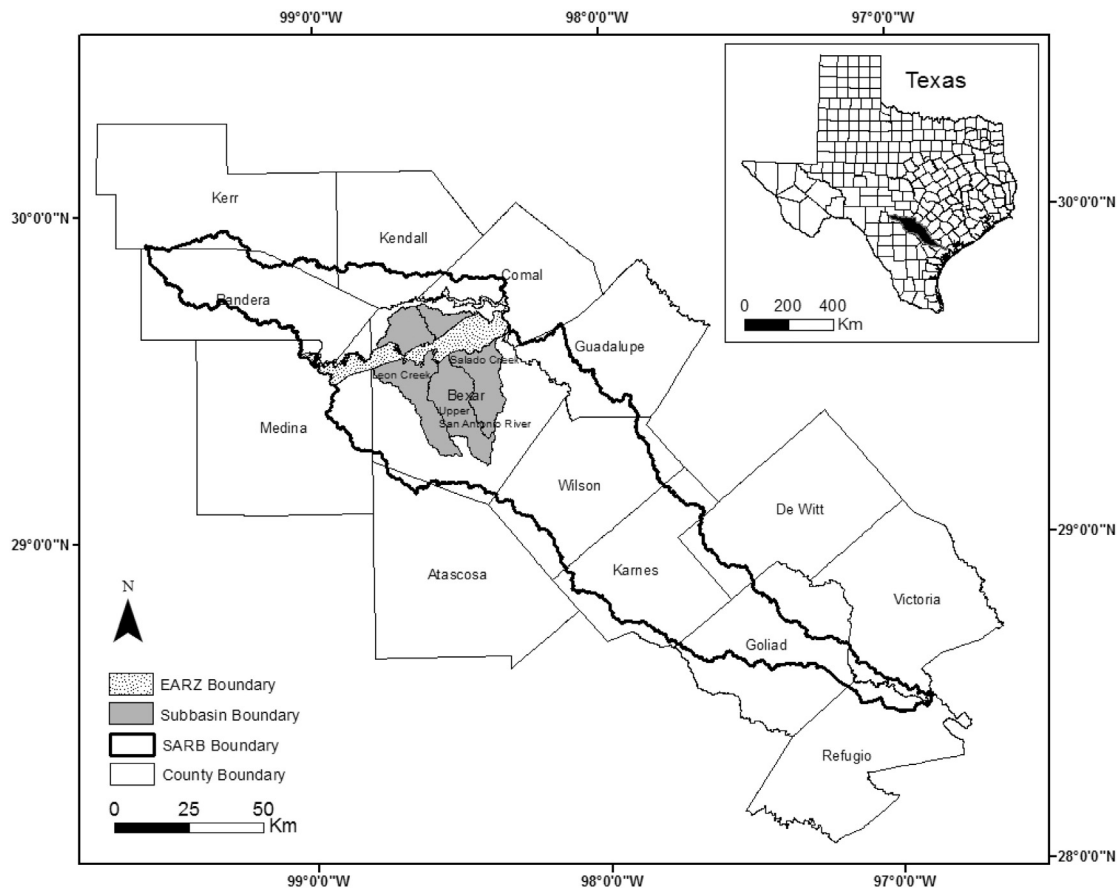 99°0'0"W 98°0'0"W 97°0'0"W
Texas
0 200 400
Km
30°0'0"N
30°0'0"N
Kerr
Kendall
Comal
Bandera
Guadalupe
Salado Creek
Leon Creek
Bexar
Upper
San Antonio River
Medina
Wilson
De Witt
29°0'0"N
29°0'0"N
Atascosa
Karnes
Victoria
Goliad
Refugio
N
EARZ Boundary
Subbasin Boundary
SARB Boundary
County Boundary
0 25 50
Km
28°0'0"N
99°0'0"W 98°0'0"W 97°0'0"W